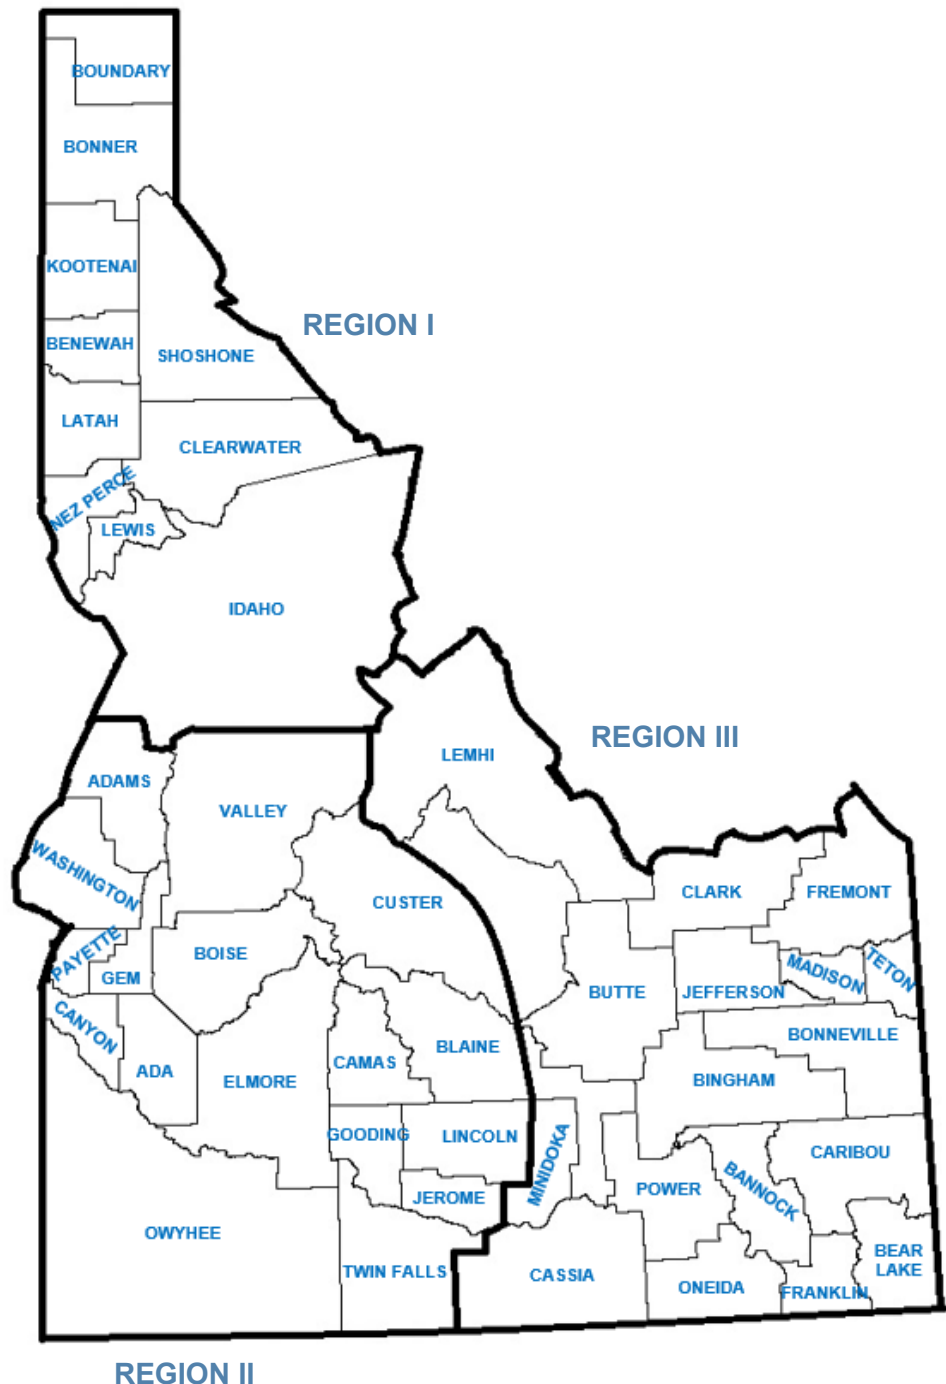 BOUNDARY
BONNER
KOOTENAI
REGION I
BENEWAH
SHOSHONE
LATAH
CLEARWATER
NEZ PERCE
LEWIS
IDAHO
REGION III
LEMHI
ADAMS
VALLEY
WASHINGTON
CUSTER
CLARK
FREMONT
PAYETTE
BOISE
GEM
BUTTE
JEFFERSON
MADISON
TETON
CANYON
BONNEVILLE
BLAINE
CAMAS
ADA
ELMORE
BINGHAM
GOODING
LINCOLN
MINIDOKA
CARIBOU
BANNOCK
POWER
JEROME
OWYHEE
BEAR
LAKE
TWIN FALLS
CASSIA
ONEIDA
FRANKLIN
REGION II